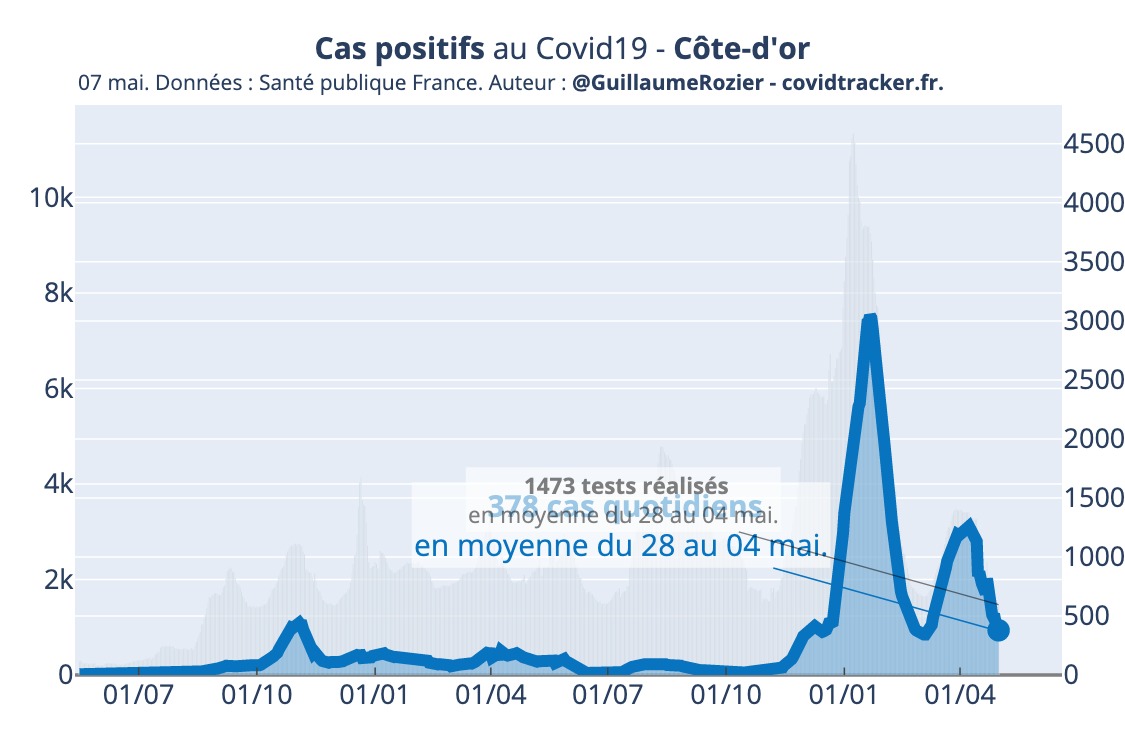 Cas positifs au Covid19 - Côte-d'or
07 mai. Données : Santé publique France. Auteur : @GuillaumeRozier - covidtracker.fr.
10k
8k
6k
4k
2k
0
4500
4000
3500
3000
2500
2000
1500
1000
500
0
1473 tests réalisés
378 cas quotidiens
en moyenne du 28 au 04 mai.
en moyenne du 28 au 04 mai.
01/07 01/10 01/01 01/04 01/07 01/10 01/01 01/04